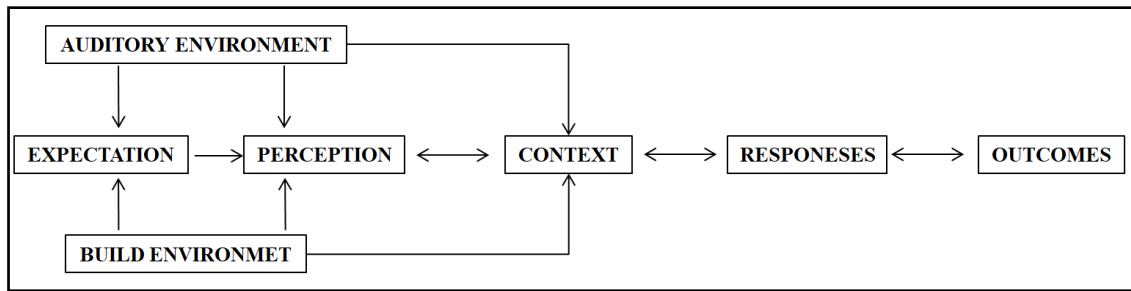 AUDITORY ENVIRONMENT
EXPECTATION
PERCEPTION
CONTEXT
RESPONESES
OUTCOMES
BUILD ENVIRONMET